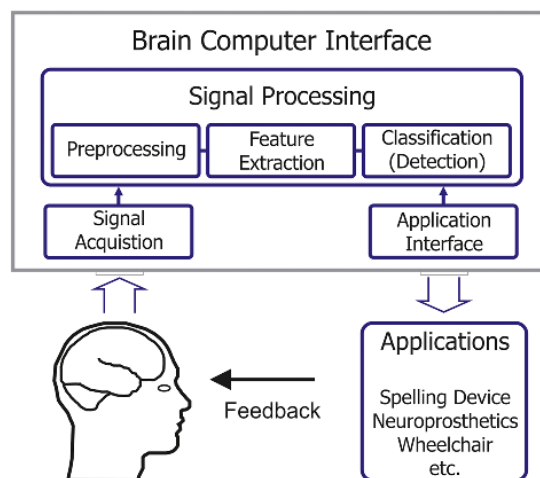 Brain Computer Interface
Signal Processing
Preprocessing
Feature
Extraction
Classification
(Detection)
Signal
Acquistion
Application
Interface
Applications
Spelling Device
Neuroprosthetics
Wheelchair
etc.
Feedback